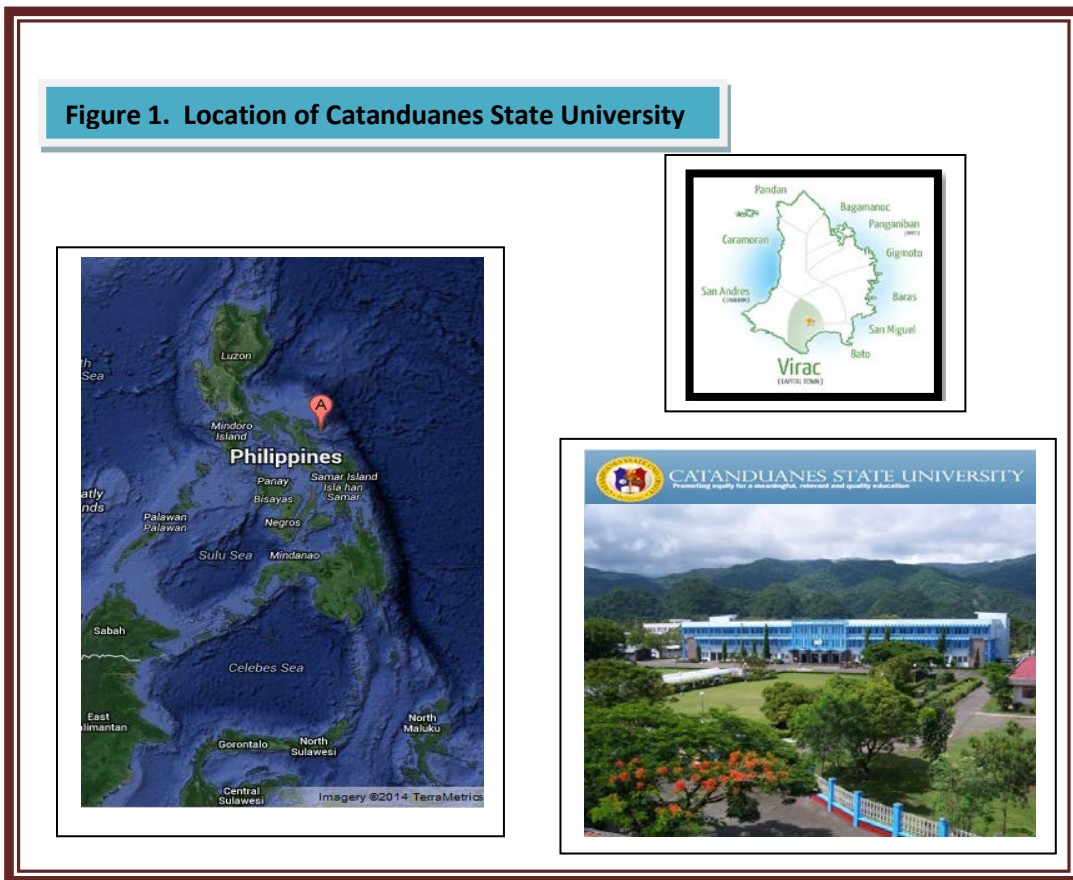 Figure 1. Location of Catanduanes State University
Pandan
Bagamanoc
Panganiban
Caramoran
Gigmoto
San Andres
Baras
San Miguel
Bato
Virac
(CAPITAL TOWN)
Luzon
Sea
A
Mindoro
Island
Philippines
Panay
Samar Island
Isla han
Samar
Bisayas
Negros
Palawan
Palawan
Sulu Sea
Mindanao
Sabah
Celebes Sea
East
alimantan
North
Maluku
Gorontalo
North
Sulawesi
Central
Sulawesi
Imagery ©2014 TerraMetrics
CATANDUANES STATE UNIVERSITY
Promoting equity for a meaningful, relevant and quality education